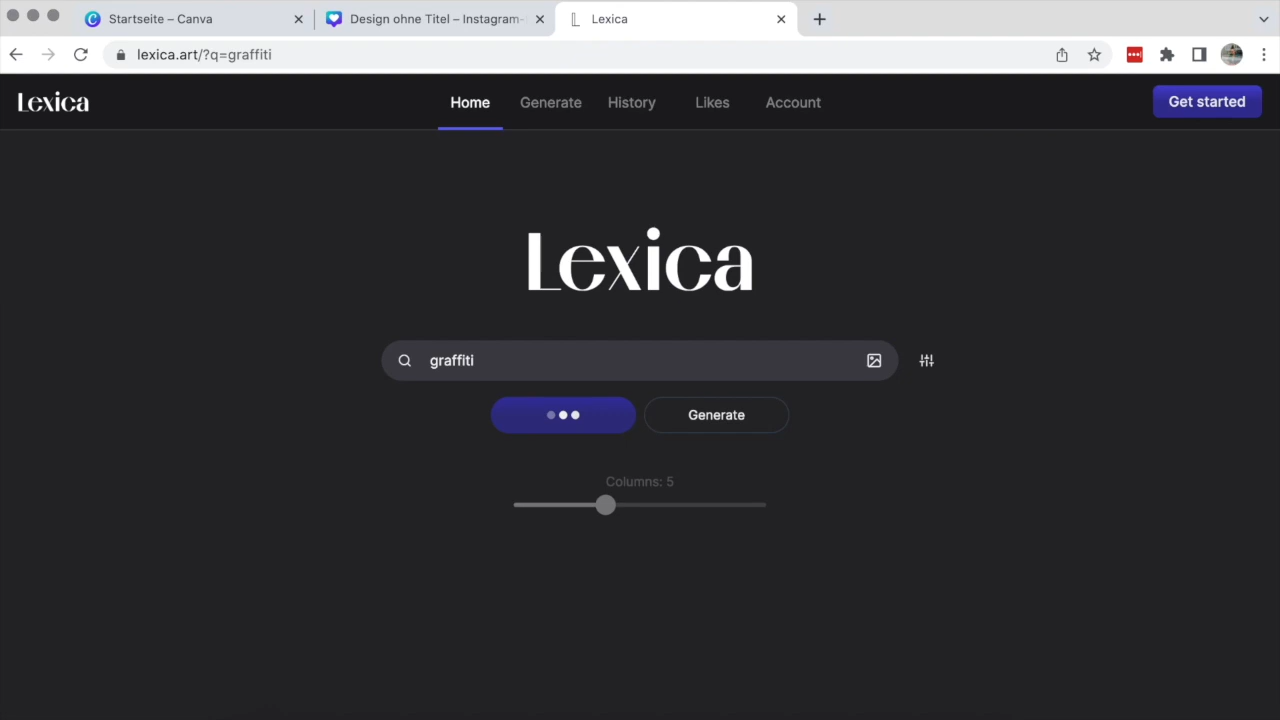 Startseite – Canva
Design ohne Titel – Instagram-
Lexica
lexica.art/?q=graffiti
Lexica
Home
Generate
History
Likes
Account
Get started
Lexica
graffiti
Generate
Columns: 5